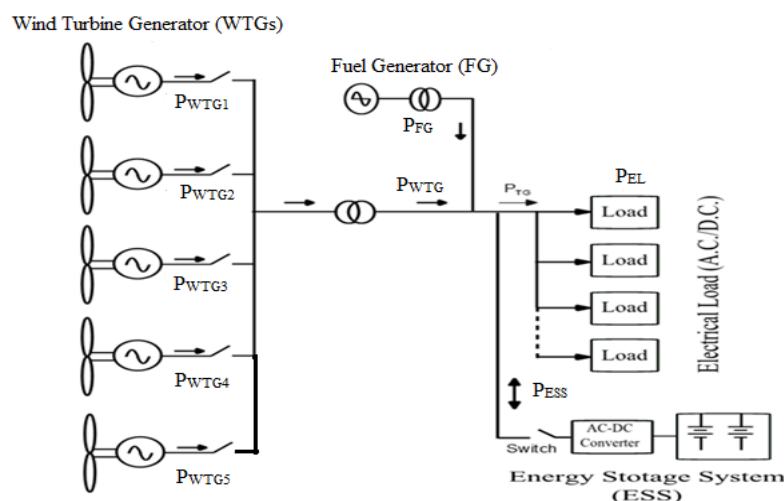 Wind Turbine Generator (WTGs)
Fuel Generator (FG)
PWTG1
PFG
PWTG2
PWTG
PTG
PEL
Load
Load
PWTG3
Load
PWTG4
Load
Electrical Load (A.C./D.C.)
PESS
PWTG5
Switch
AC-DC
Converter
Energy Stotage System
(ESS)